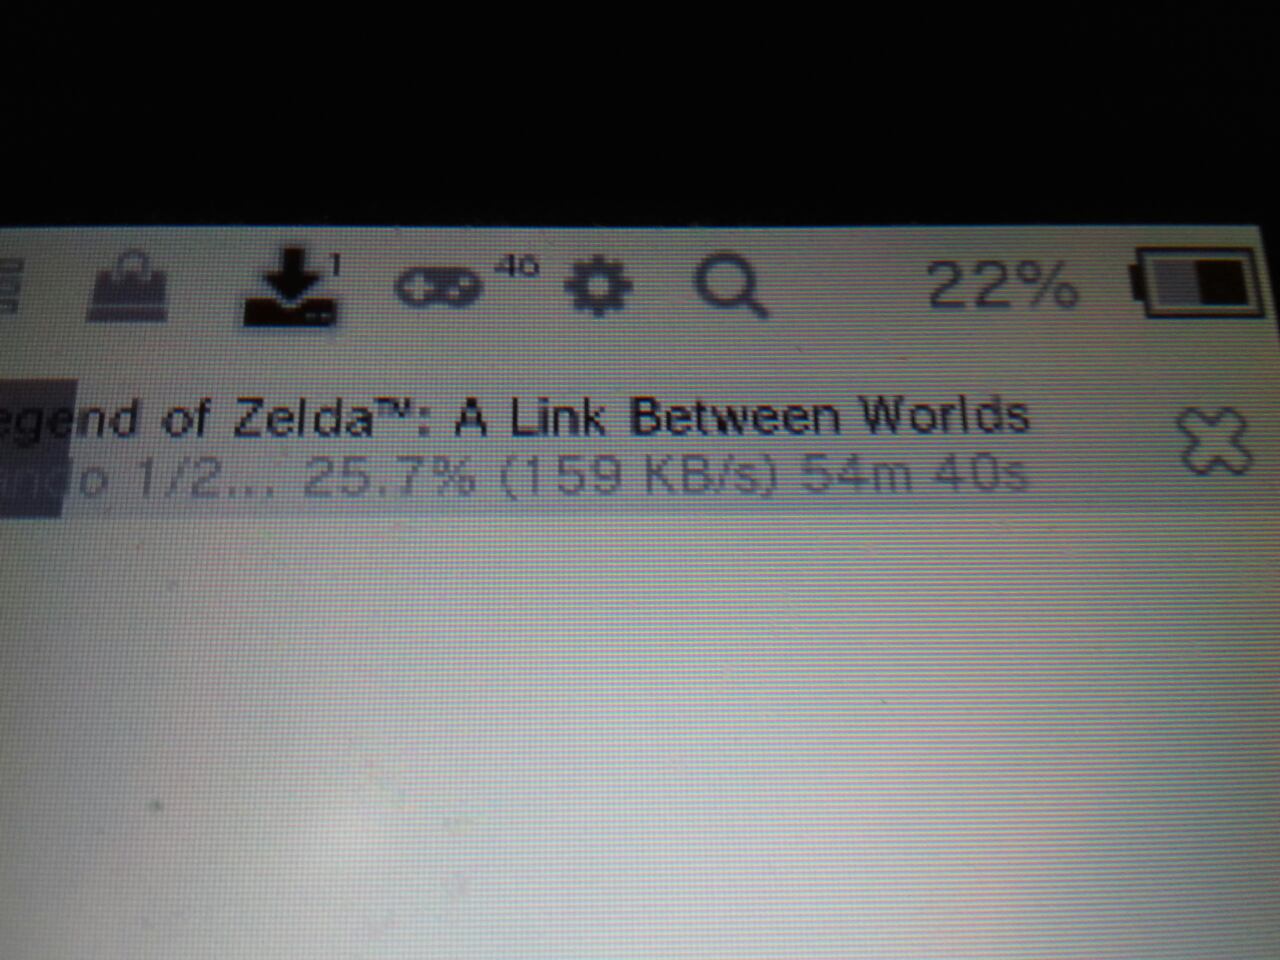 1 40 22%
egend of Zelda™: A Link Between Worlds
o 1/2... 25.7% (159 KB/s) 54m 40s